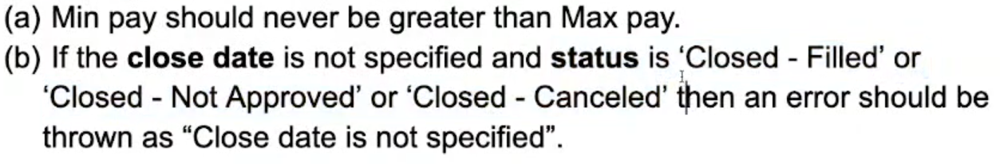 (a) Min pay should never be greater than Max pay.
(b) If the close date is not specified and status is ‘Closed - Filled’ or
‘Closed - Not Approved’ or ‘Closed - Canceled’ then an error should be
thrown as “Close date is not specified”.